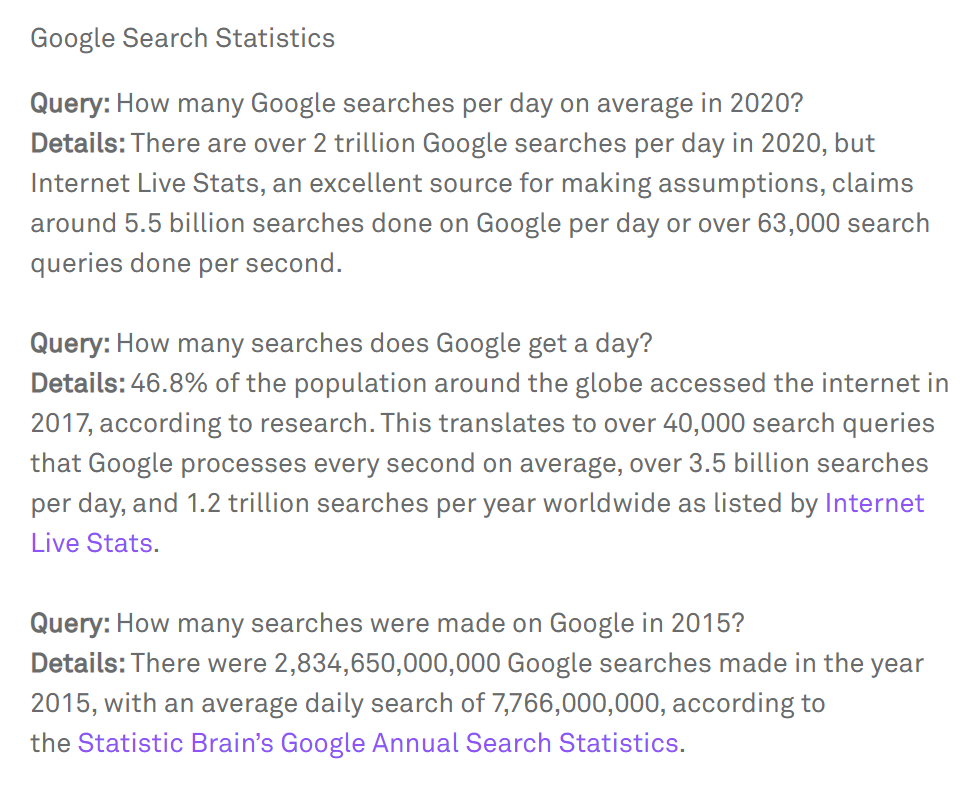 Google Search Statistics
Query: How many Google searches per day on average in 2020?
Details: There are over 2 trillion Google searches per day in 2020, but
Internet Live Stats, an excellent source for making assumptions, claims
around 5.5 billion searches done on Google per day or over 63,000 search
queries done per second.
Query: How many searches does Google get a day?
Details: 46.8% of the population around the globe accessed the internet in
2017, according to research. This translates to over 40,000 search queries
that Google processes every second on average, over 3.5 billion searches
per day, and 1.2 trillion searches per year worldwide as listed by Internet
Live Stats.
Query: How many searches were made on Google in 2015?
Details: There were 2,834,650,000,000 Google searches made in the year
2015, with an average daily search of 7,766,000,000, according to
the Statistic Brain’s Google Annual Search Statistics.